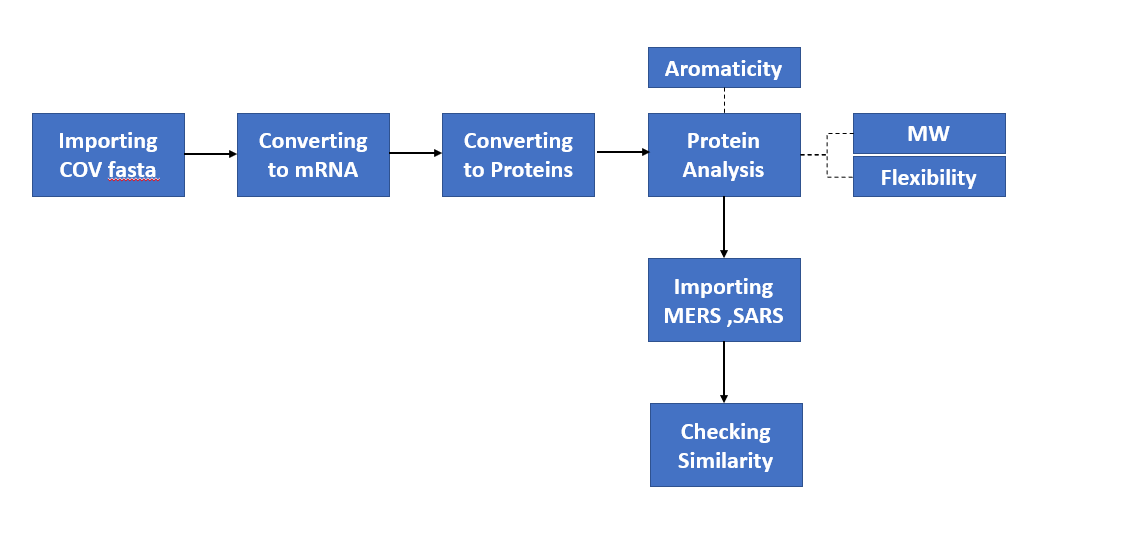 Aromaticity
Importing
COV fasta
Converting
to mRNA
Converting
to Proteins
Protein
Analysis
MW
Flexibility
Importing
MERS ,SARS
Checking
Similarity